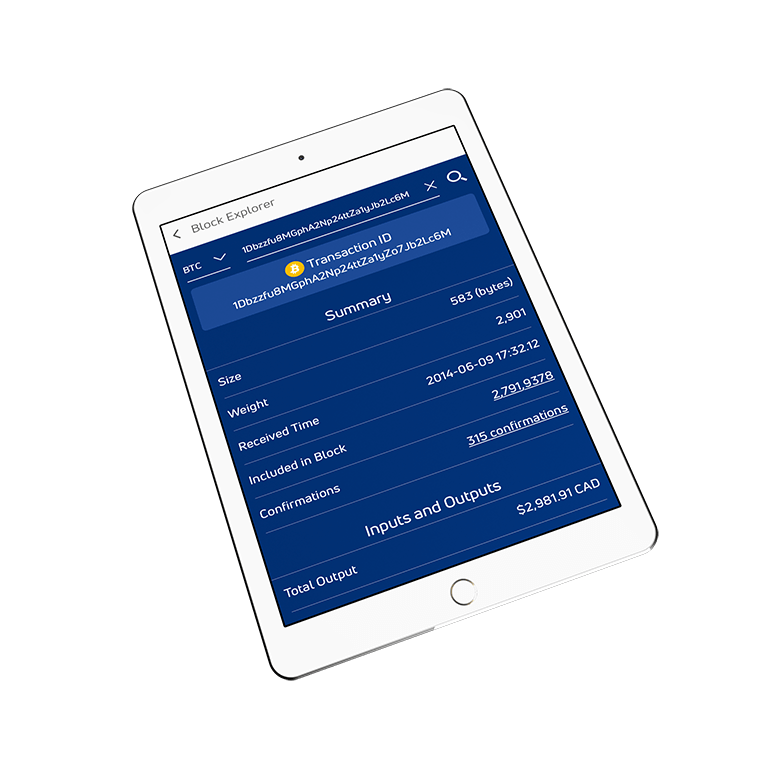 Block Explorer
BTC 1Dbzzfu8MGphA2Np24ttZa1yJb2Lc6M
Transaction ID
1Dbzzfu8MGphA2Np24ttZa1yZo7Jb2Lc6M
Summary
Size 583 (bytes)
Weight 2,901
Received Time 2014-06-09 17:32.12
Included in Block 2,791,9378
Confirmations 315 confirmations
Inputs and Outputs
Total Output $2,981.91 CAD